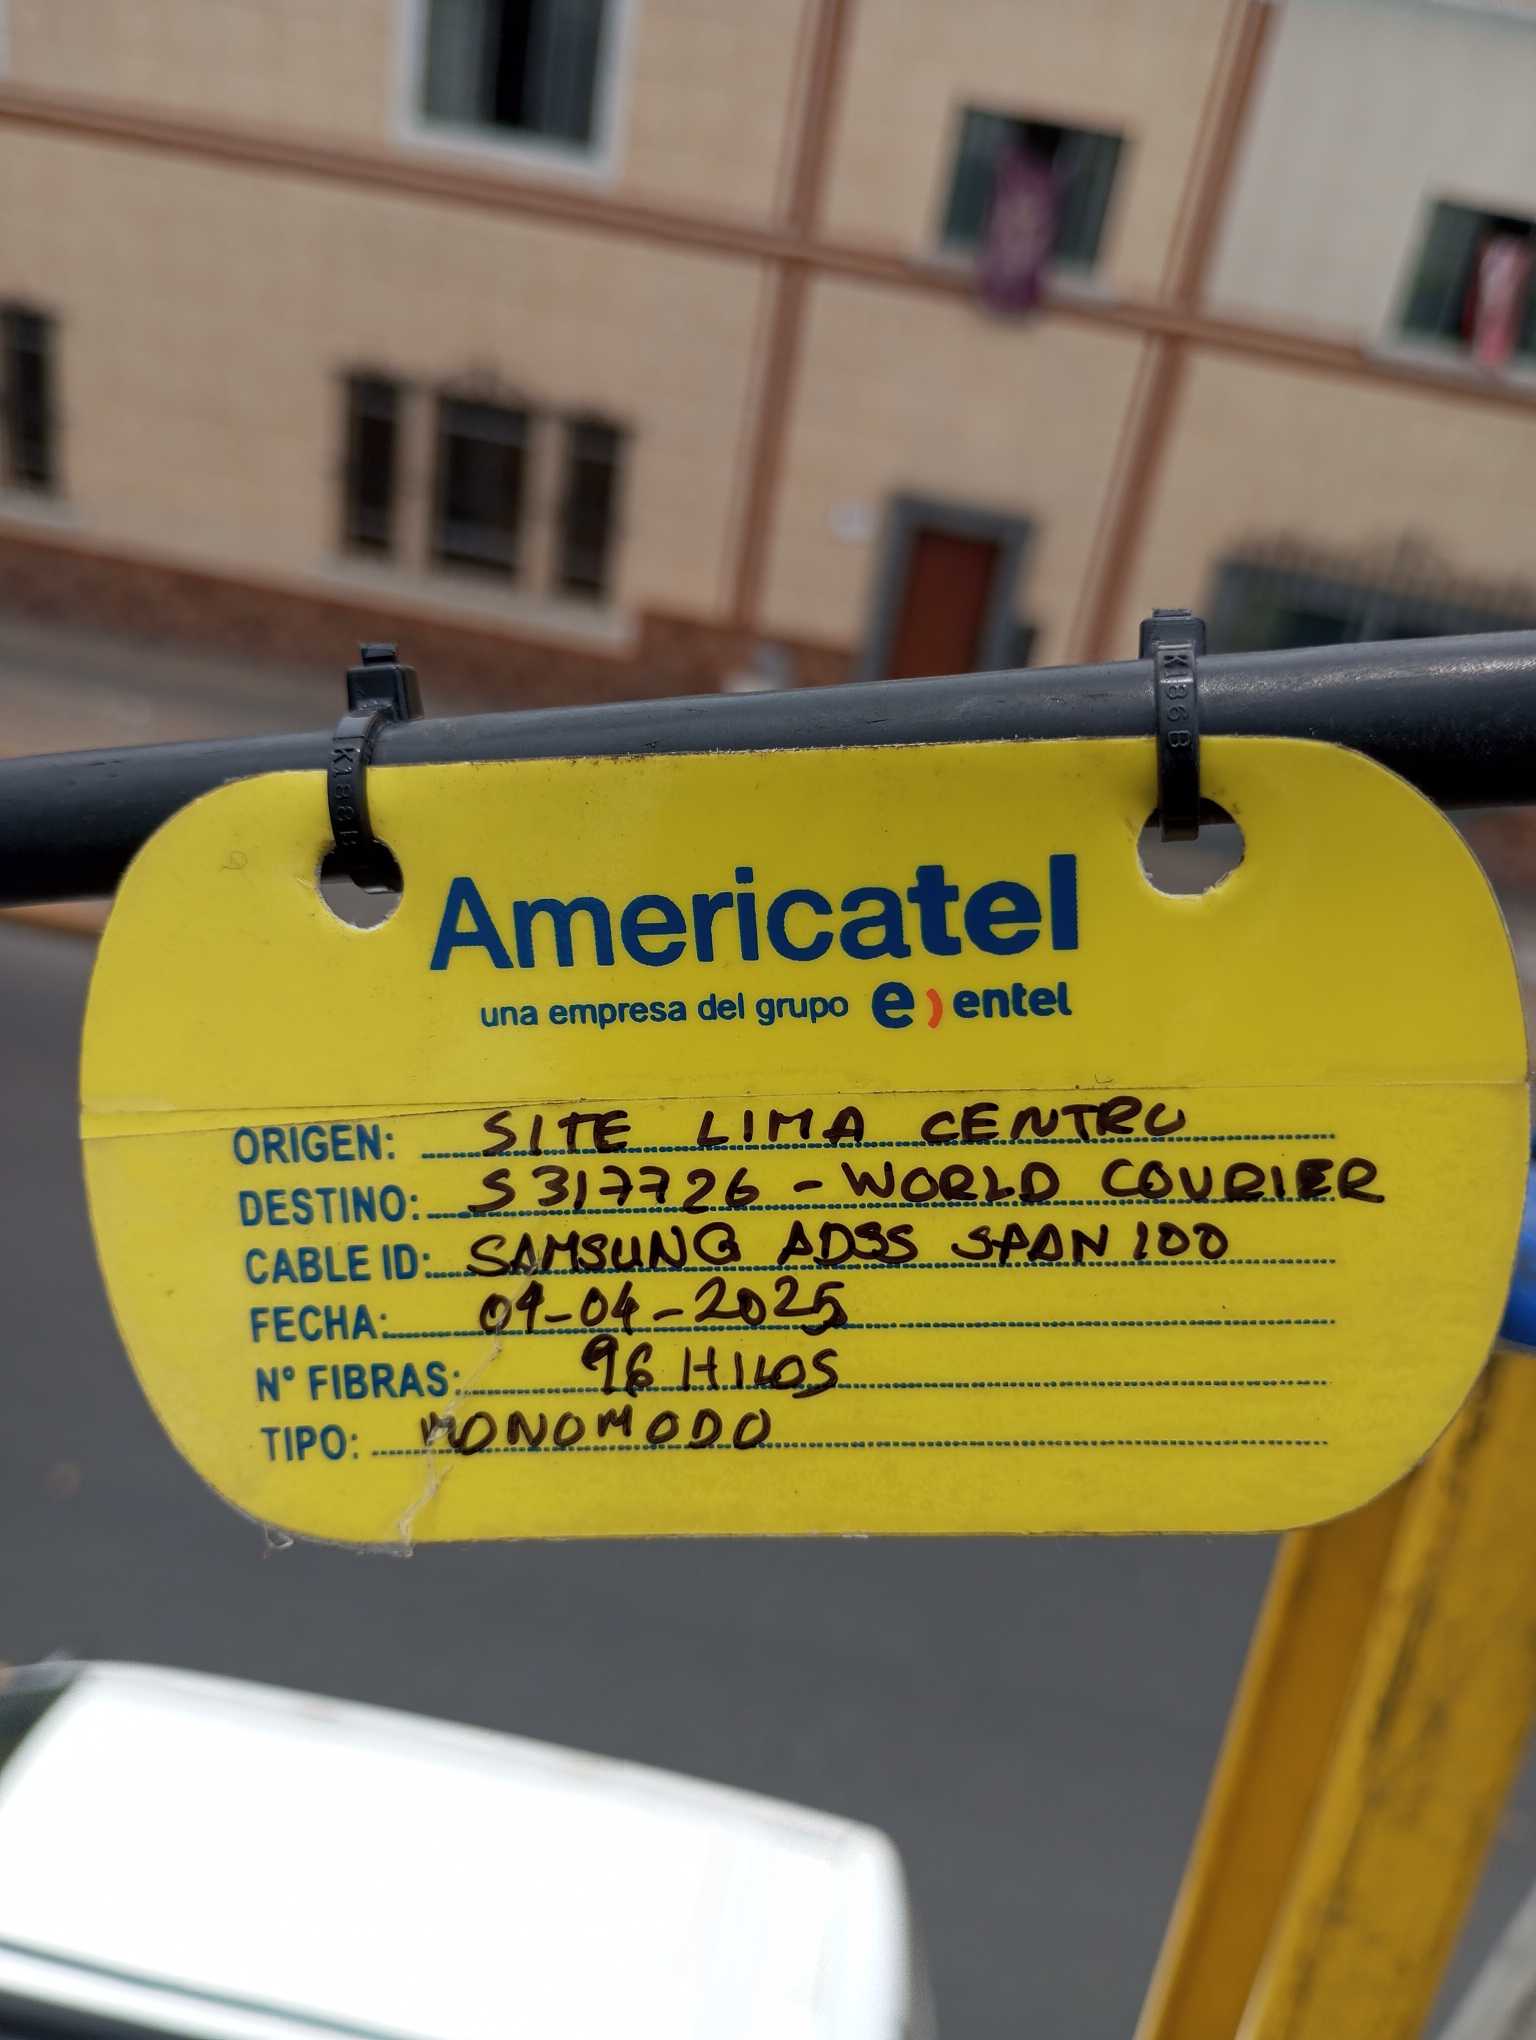 Americatel
una empresa del grupo e) entel
ORIGEN: SITE LIMA CENTRO
DESTINO: S317726 - WORLD COURIER
CABLE ID: SAMSUNG ADSS SPAN 100
FECHA: 09-04-2025
N° FIBRAS: 96 HILOS
TIPO: MONOMODO